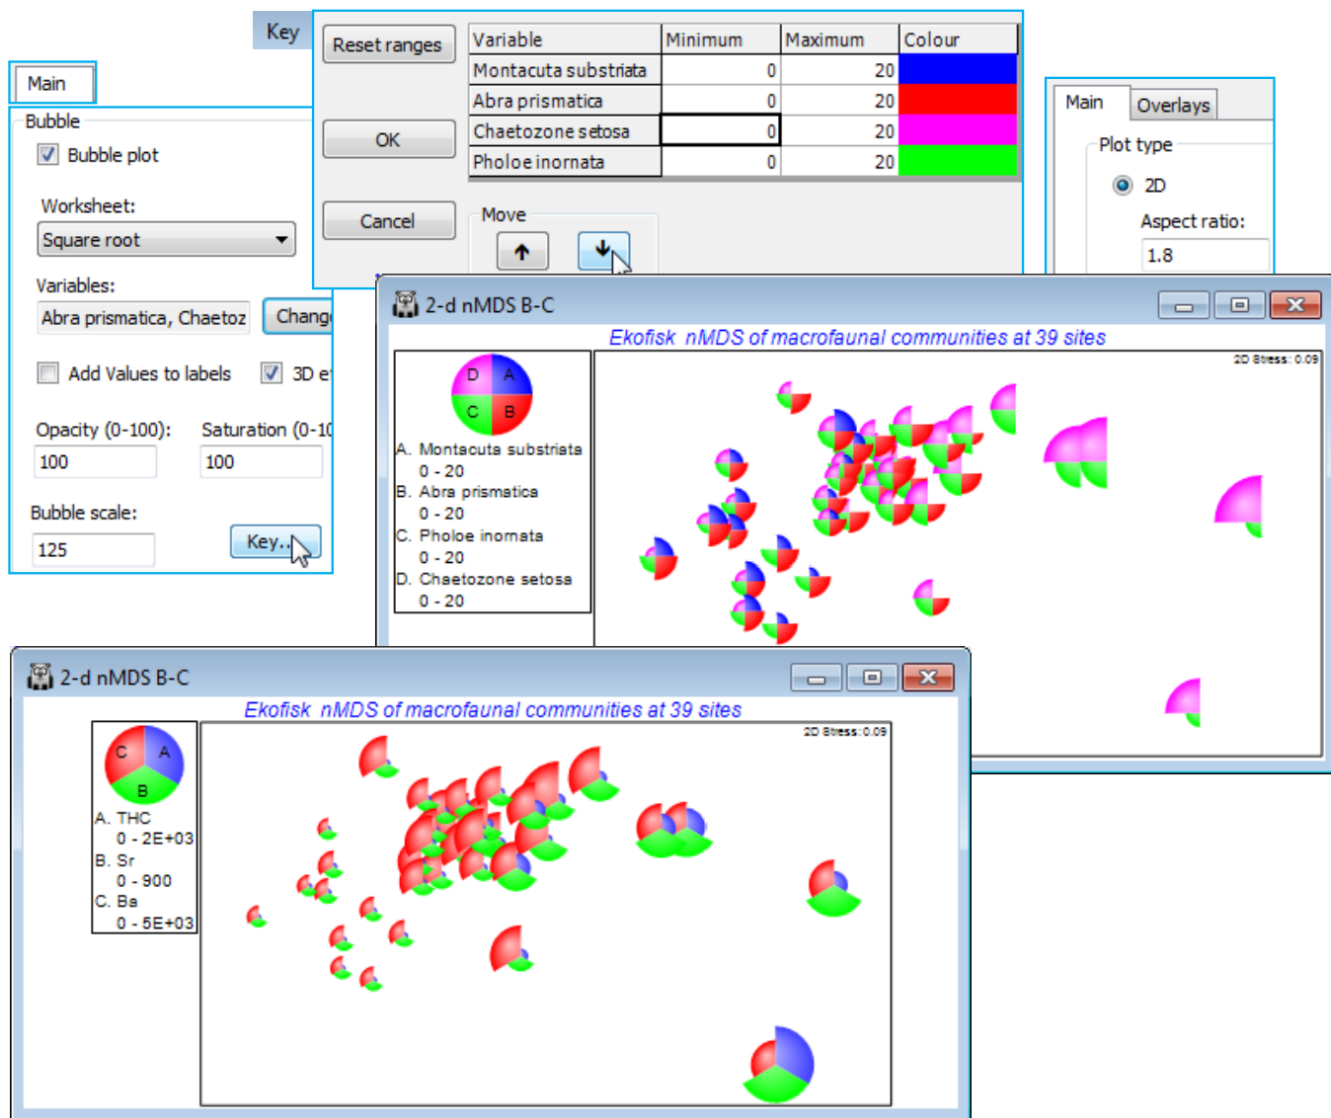 Key
Reset ranges
OK
Cancel
Variable Minimum Maximum Colour
Montacuta substriata 0 20
Abra prismatica 0 20
Chaetozone setosa 0 20
Pholoe inornata 0 20
Move
Main
Bubble
Bubble plot
Worksheet:
Square root
Variables:
Abra prismatica, Chaetoz
Add Values to labels
Opacity (0-100):
100
100
Bubble scale:
125
Key..
Main Overlays
Plot type
2D
Aspect ratio:
1.8
2-d nMDS B-C
Ekofisk nMDS of macrofaunal communities at 39 sites
2D Stress: 0.09
D A
C B
A. Montacuta substriata
0 - 20
B. Abra prismatica
0 - 20
C. Pholoe inornata
0 - 20
D. Chaetozone setosa
0 - 20
2-d nMDS B-C
Ekofisk nMDS of macrofaunal communities at 39 sites
2D Stress: 0.09
C A
B
A. THC
0 - 2E+03
B. Sr
0 - 900
C. Ba
0 - 5E+03